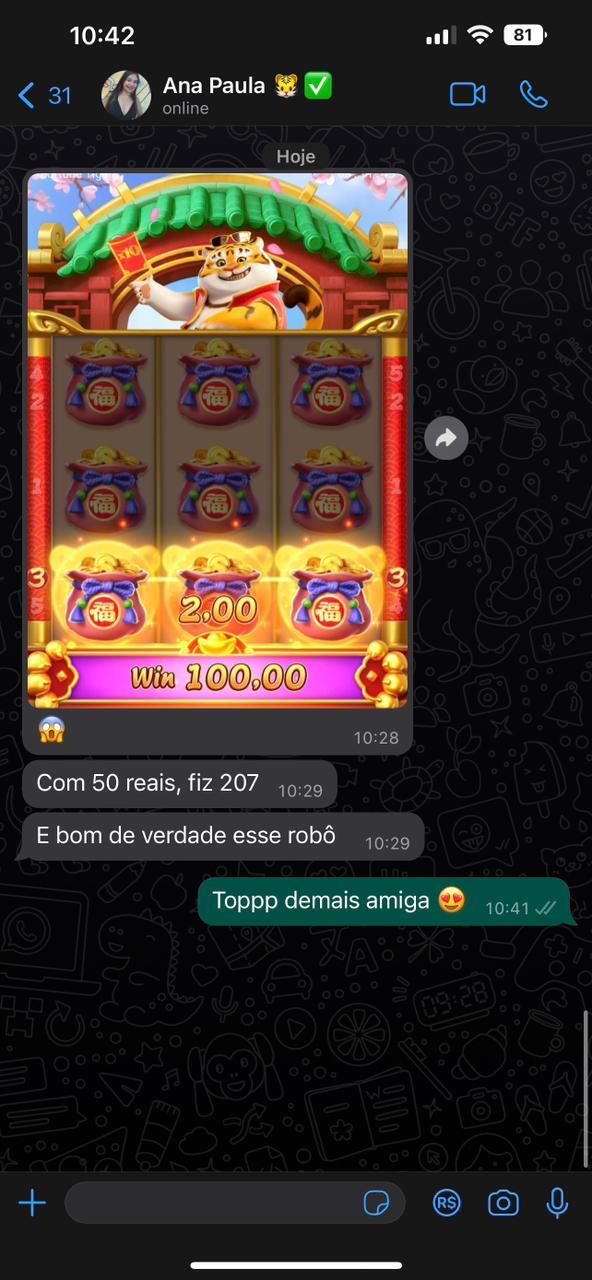 10:42
81
31
Ana Paula 🐯✅
online
Hoje
x10
4
2
5
2
福
福
福
1
1
福
福
福
3
3
5
4
福
2,00
福
Win 100,00
😱
10:28
Com 50 reais, fiz 207
10:29
E bom de verdade esse robô
10:29
Toppp demais amiga 😍
10:41
R$